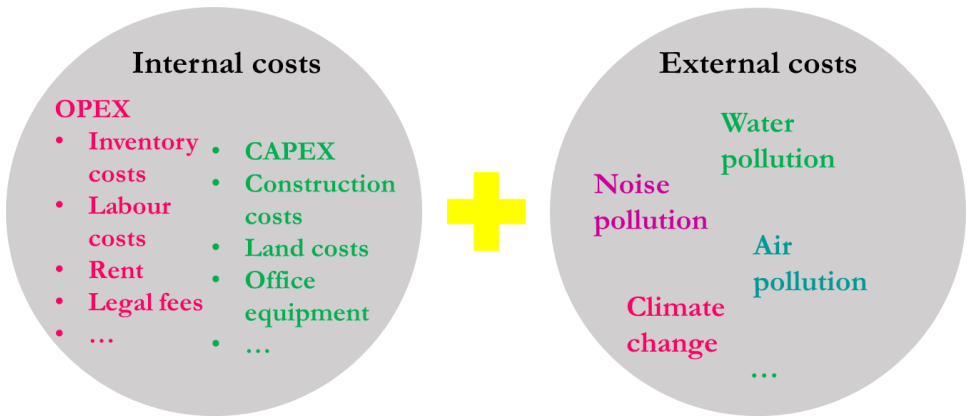 Internal costs
OPEX
• Inventory
costs
• Labour
costs
• Rent
• Legal fees
• …
• CAPEX
• Construction
costs
• Land costs
• Office
equipment
• …
External costs
Water
pollution
Noise
pollution
Air
pollution
Climate
change
…